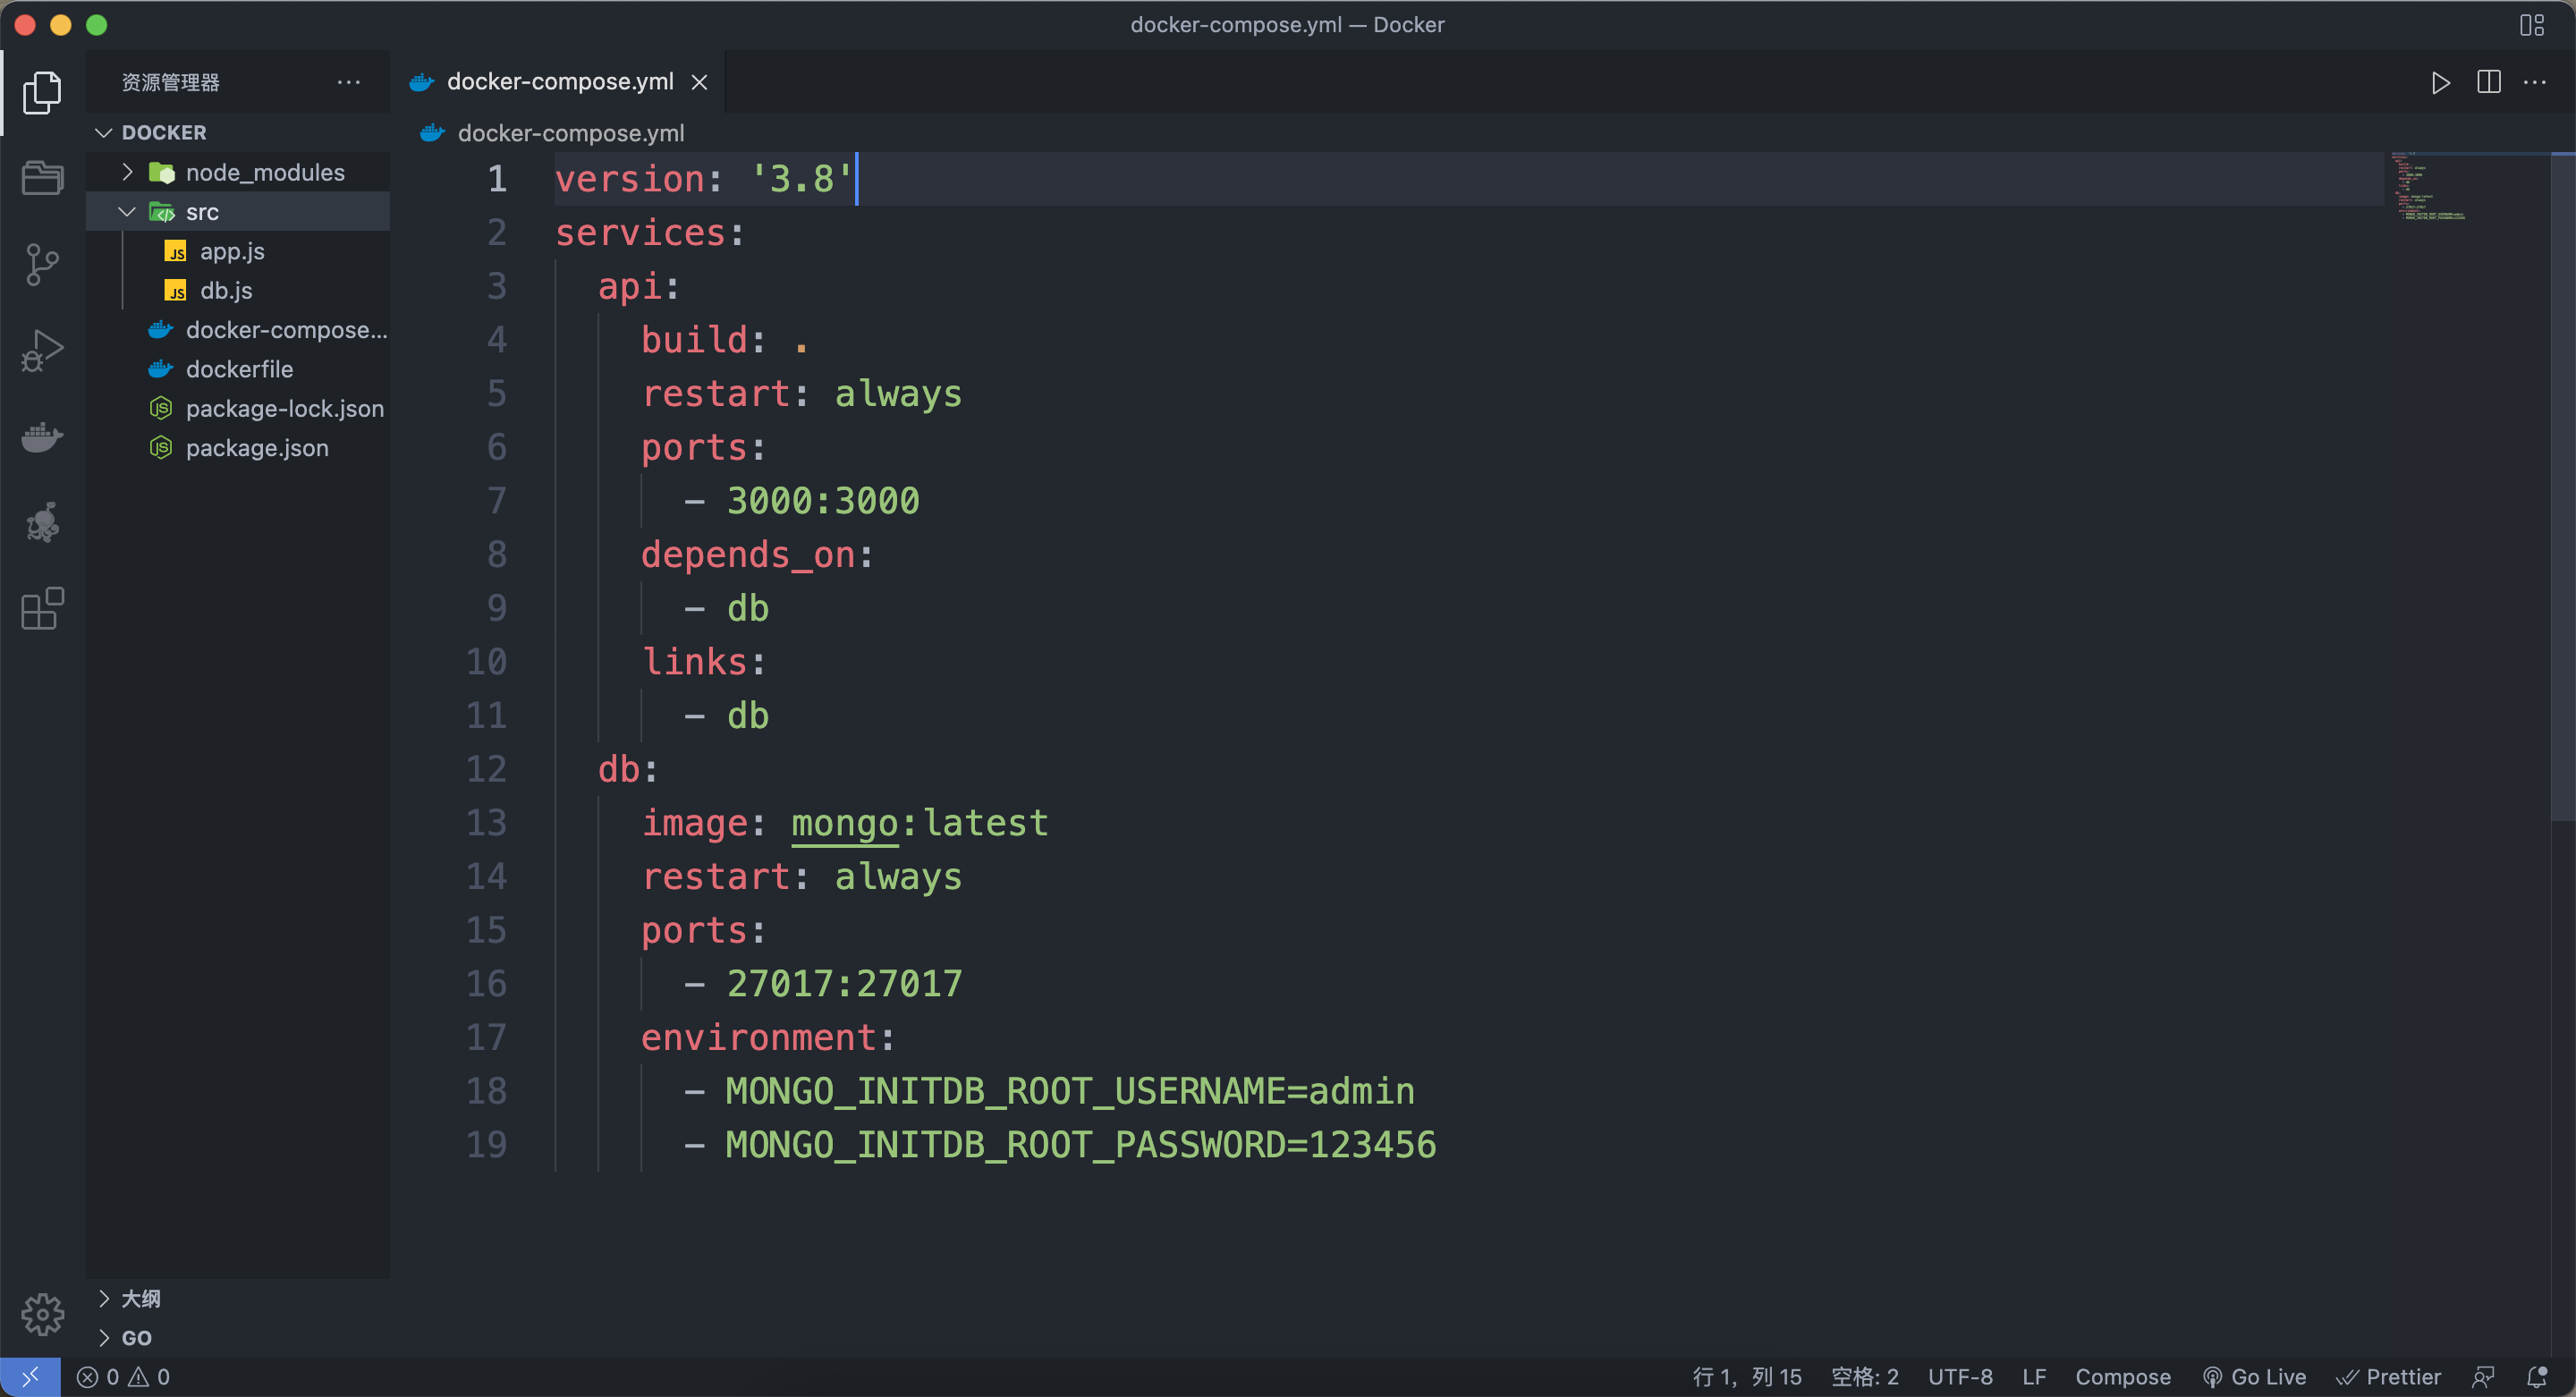 docker-compose.yml — Docker
资源管理器
DOCKER
node_modules
src
app.js
db.js
docker-compose...
dockerfile
package-lock.json
package.json
大纲
GO
docker-compose.yml
docker-compose.yml
1 version: '3.8'
2 services:
3 api:
4 build: .
5 restart: always
6 ports:
7 - 3000:3000
8 depends_on:
9 - db
10 links:
11 - db
12 db:
13 image: mongo:latest
14 restart: always
15 ports:
16 - 27017:27017
17 environment:
18 - MONGO_INITDB_ROOT_USERNAME=admin
19 - MONGO_INITDB_ROOT_PASSWORD=123456
0 0 行 1，列 15 空格: 2 UTF-8 LF Compose Go Live Prettier